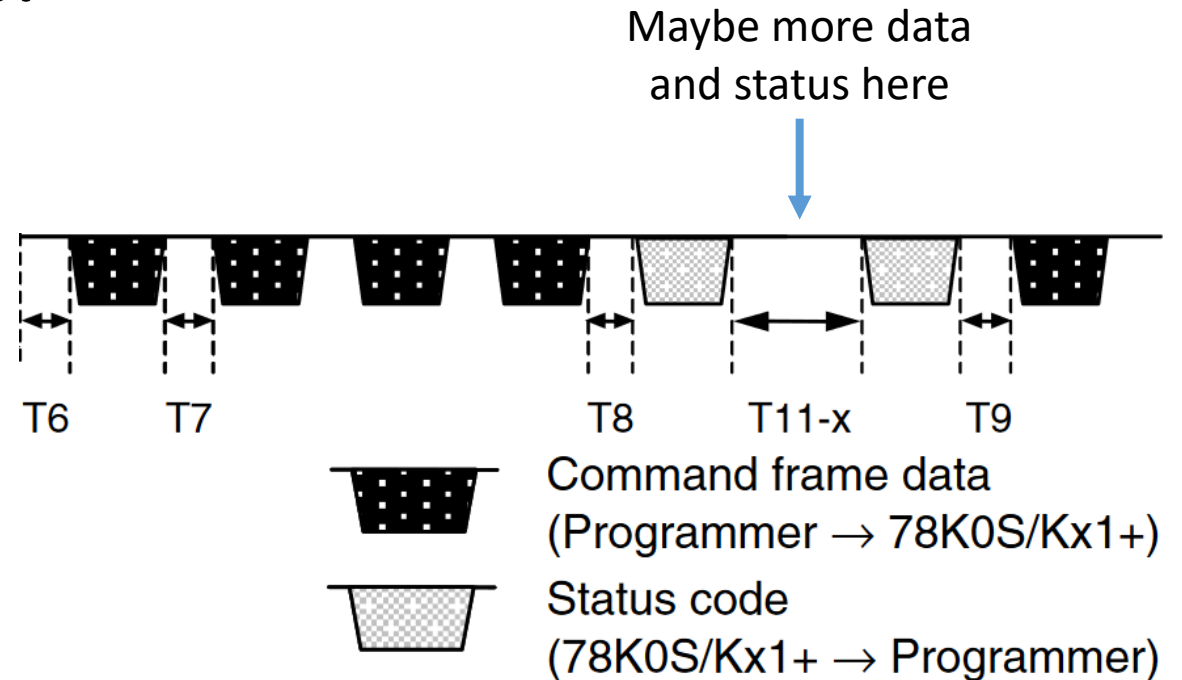 Maybe more data
and status here
T6 T7 T8 T11-x T9
Command frame data
(Programmer → 78K0S/Kx1+)
Status code
(78K0S/Kx1+ → Programmer)